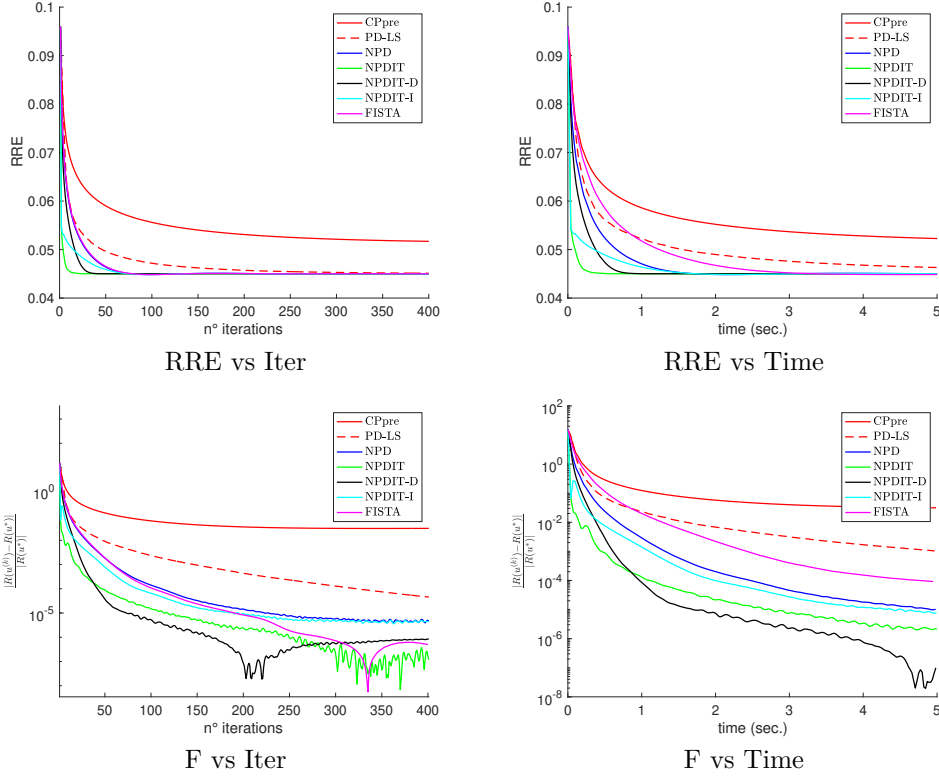 0.1
0.09
0.08
0.07
0.06
0.05
0.04
RRE
0 50 100 150 200 250 300 350 400
n° iterations
CPpre
PD-LS
NPD
NPDIT
NPDIT-D
NPDIT-I
FISTA
RRE vs Iter
0.1
0.09
0.08
0.07
0.06
0.05
0.04
RRE
0 1 2 3 4 5
time (sec.)
CPpre
PD-LS
NPD
NPDIT
NPDIT-D
NPDIT-I
FISTA
RRE vs Time
10^0
10^-5
|R(u^(k))−R(u*)| / |R(u*)|
50 100 150 200 250 300 350 400
n° iterations
CPpre
PD-LS
NPD
NPDIT
NPDIT-D
NPDIT-I
FISTA
F vs Iter
10^2
10^0
10^-2
10^-4
10^-6
10^-8
|R(u^(k))−R(u*)| / |R(u*)|
0 1 2 3 4 5
time (sec.)
CPpre
PD-LS
NPD
NPDIT
NPDIT-D
NPDIT-I
FISTA
F vs Time